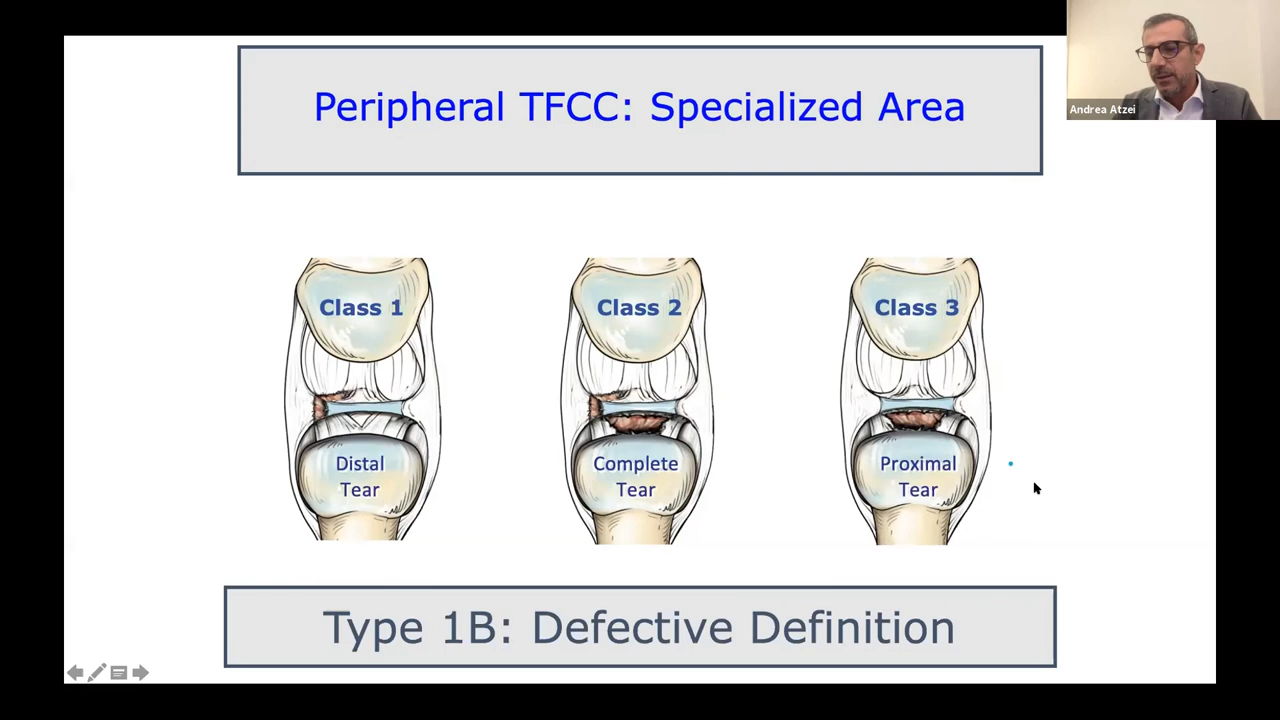 Peripheral TFCC: Specialized Area
Andrea Atzei
Class 1
Class 2
Class 3
Distal
Tear
Complete
Tear
Proximal
Tear
Type 1B: Defective Definition